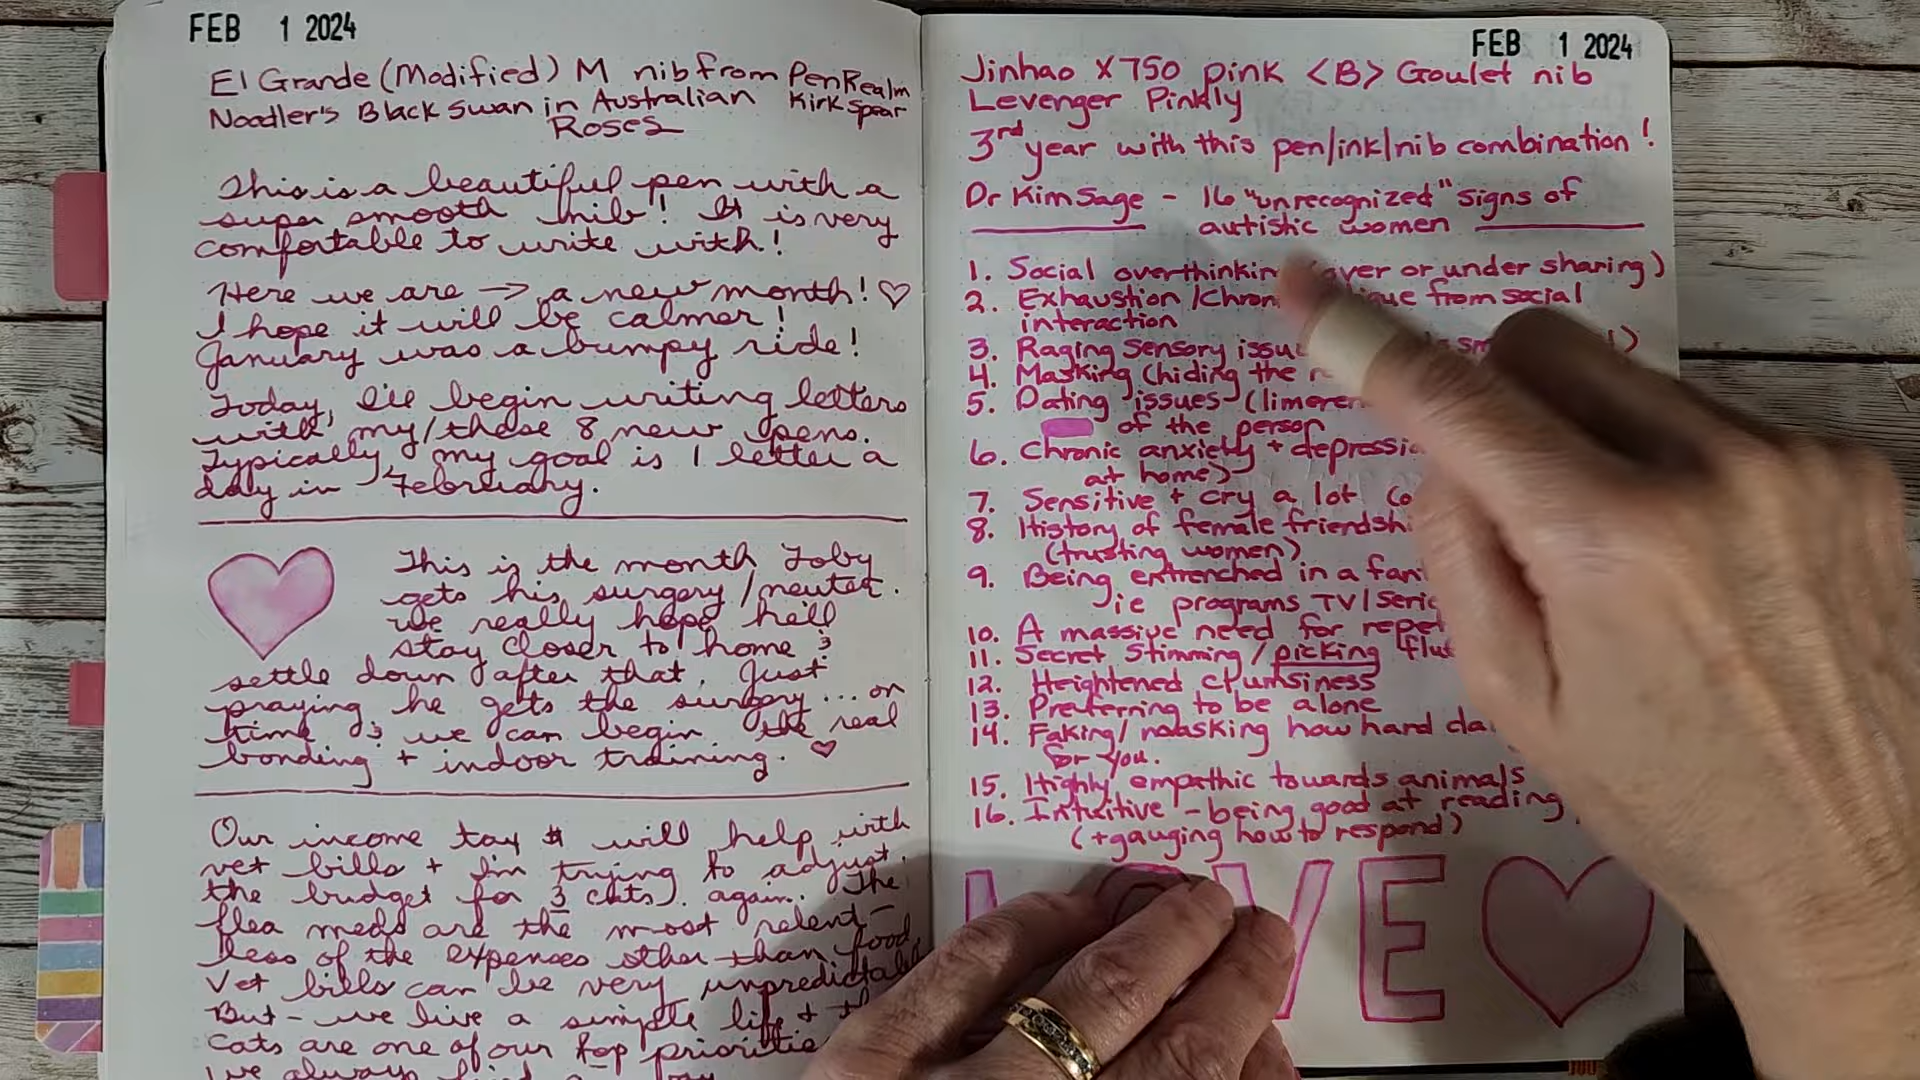 FEB 1 2024
El Grande (Modified) M nib from PenRealm
Kirk Spear
Noodler's Black Swan in Australian
Roses
This is a beautiful pen with a
super smooth nib! It is very
comfortable to write with!
Here we are → a new month! ♡
I hope it will be calmer!
January was a bumpy ride!
Today, I'll begin writing letters
with my/these 8 new pens.
Typically, my goal is 1 letter a
day in February.
This is the month Toby
gets his surgery/neuter.
We really hope he'll
stay closer to home &
settle down after that. Just
praying he gets the surgery... on
time & we can begin the real
bonding + indoor training. ♡
Our income tax $ will help with
vet bills + I'm trying to adjust
the budget for 3 cats, again. The
flea meds are the most relent-
less of the expenses other than food
Vet bills can be very unpredictable
But - we live a simple life +
cats are one of our top priorities
we always
FEB 1 2024
Jinhao X750 pink <B> Goulet nib
Levenger Pinkly
3rd year with this pen/ink/nib combination!
Dr Kim Sage - 16 "unrecognized" signs of
autistic women
1. Social overthinking (over or under sharing)
2. Exhaustion/chronic fatigue from social
interaction
3. Raging sensory
4. Masking (hiding the
5. Dating issues
of the person
6. Chronic anxiety +
at home)
7. Sensitive + cry a lot
8. History of female
(trusting women)
9. Being entrenched in a
ie programs TV/
10. A massive need for
11. Secret stimming/picking
12. Heightened clumsiness
13. Preferring to be alone
14. Faking/masking how hard
for you.
15. Highly empathic towards animals
16. Intuitive - being good at reading
(+gauging how to respond)
VE